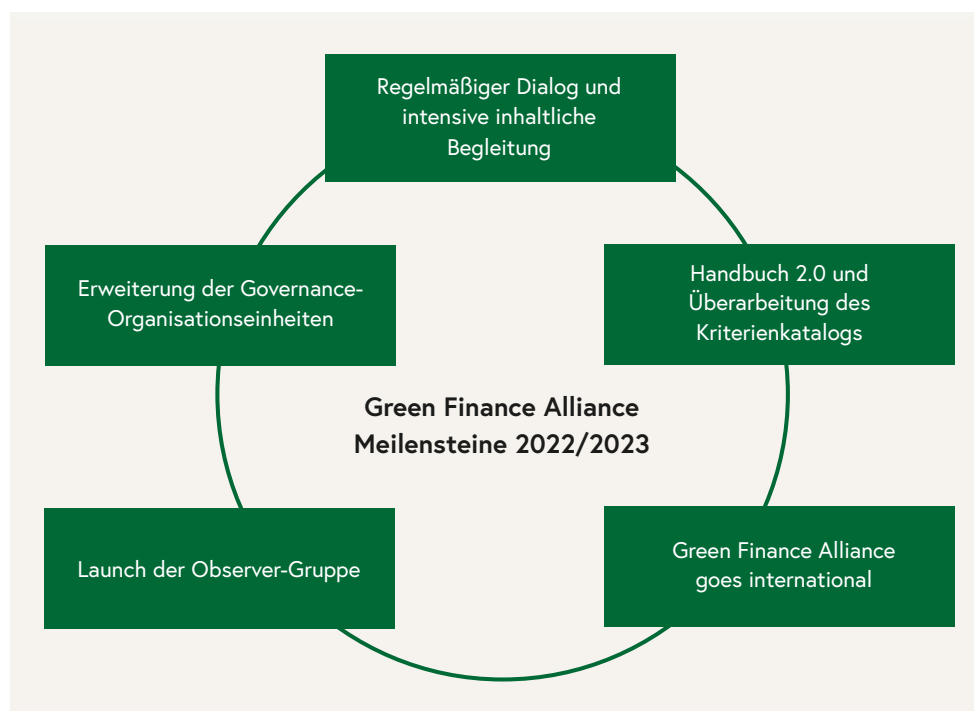 Regelmäßiger Dialog und
intensive inhaltliche
Begleitung
Erweiterung der Governance-
Organisationseinheiten
Handbuch 2.0 und
Überarbeitung des
Kriterienkatalogs
Green Finance Alliance
Meilensteine 2022/2023
Launch der Observer-Gruppe
Green Finance Alliance
goes international